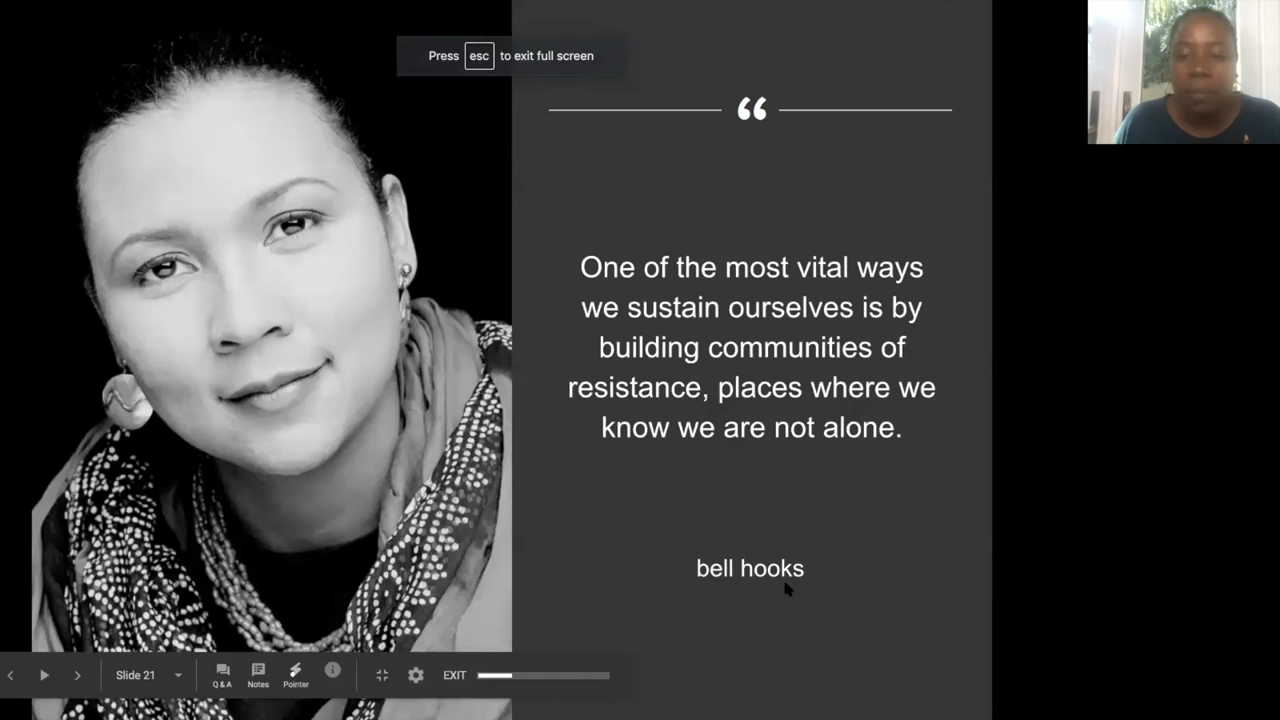 Press esc to exit full screen
“
One of the most vital ways
we sustain ourselves is by
building communities of
resistance, places where we
know we are not alone.
bell hooks
Slide 21
Q & A
Notes
Pointer
EXIT